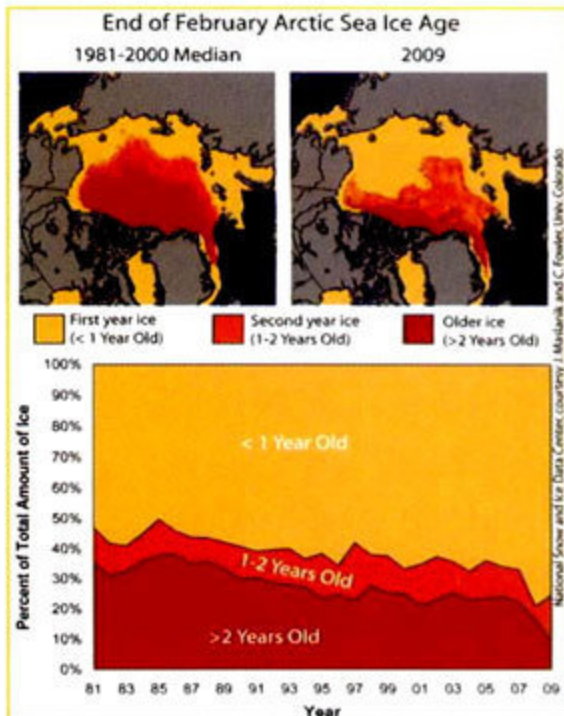 End of February Arctic Sea Ice Age
1981-2000 Median
2009
First year ice
(< 1 Year Old)
Second year ice
(1-2 Years Old)
Older ice
(>2 Years Old)
National Snow and Ice Data Center, courtesy J. Maslanik and C. Fowler, Univ. Colorado
Percent of Total Amount of Ice
100%
90%
80%
70%
60%
50%
40%
30%
20%
10%
0%
< 1 Year Old
1-2 Years Old
>2 Years Old
81 83 85 87 89 91 93 95 97 99 01 03 05 07 09
Year